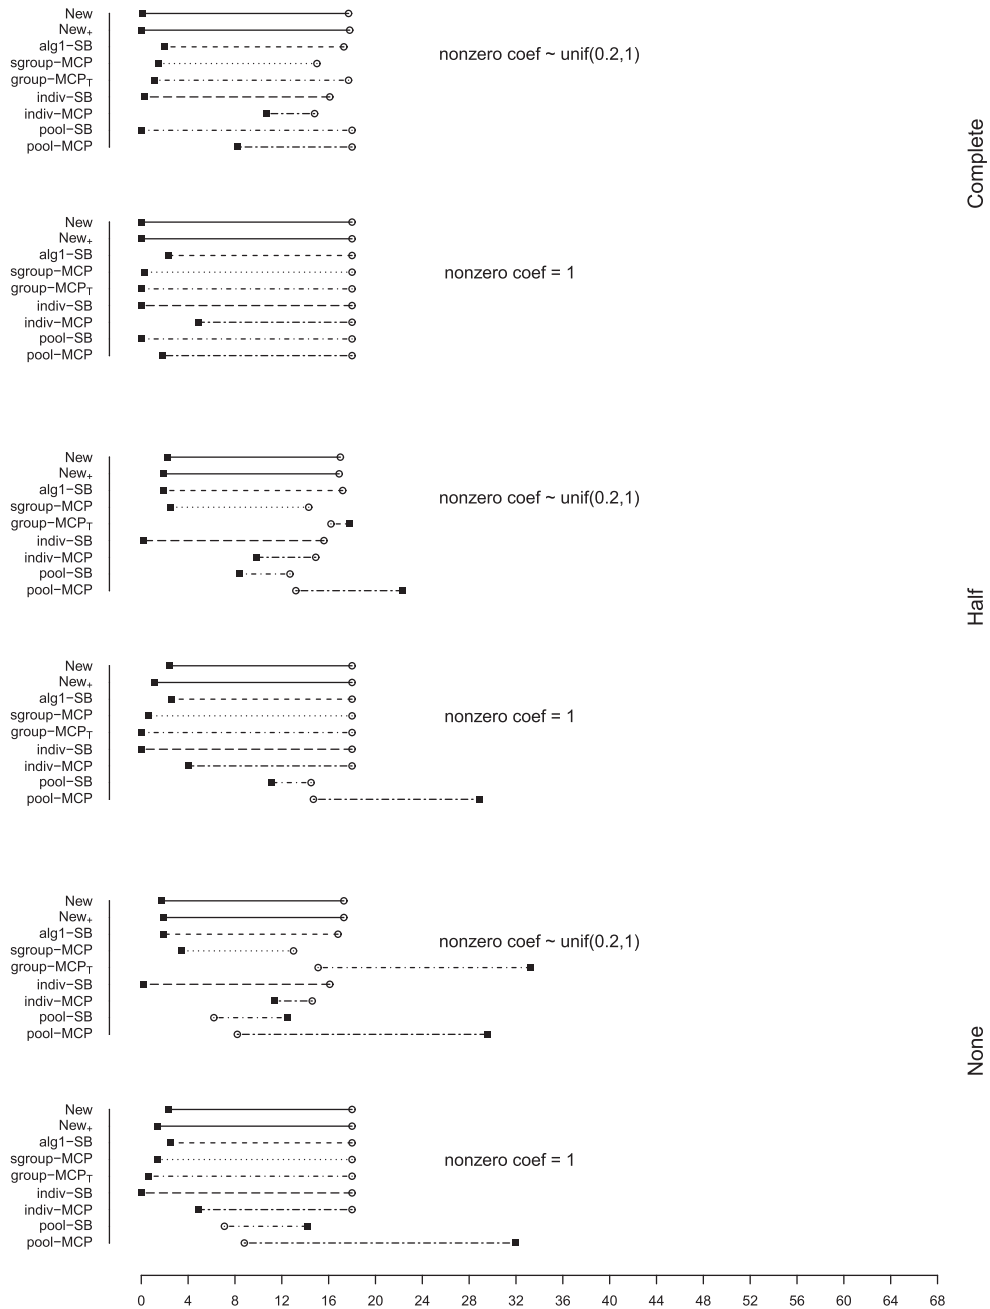 New
New+
alg1−SB
nonzero coef ~ unif(0.2,1)
sgroup−MCP
group−MCPT
indiv−SB
indiv−MCP
pool−SB
pool−MCP
Complete
New
New+
alg1−SB
sgroup−MCP
nonzero coef = 1
group−MCPT
indiv−SB
indiv−MCP
pool−SB
pool−MCP
New
New+
alg1−SB
nonzero coef ~ unif(0.2,1)
sgroup−MCP
group−MCPT
indiv−SB
indiv−MCP
pool−SB
pool−MCP
Half
New
New+
alg1−SB
sgroup−MCP
nonzero coef = 1
group−MCPT
indiv−SB
indiv−MCP
pool−SB
pool−MCP
New
New+
alg1−SB
nonzero coef ~ unif(0.2,1)
sgroup−MCP
group−MCPT
indiv−SB
indiv−MCP
pool−SB
pool−MCP
None
New
New+
alg1−SB
sgroup−MCP
nonzero coef = 1
group−MCPT
indiv−SB
indiv−MCP
pool−SB
pool−MCP
0 4 8 12 16 20 24 28 32 36 40 44 48 52 56 60 64 68